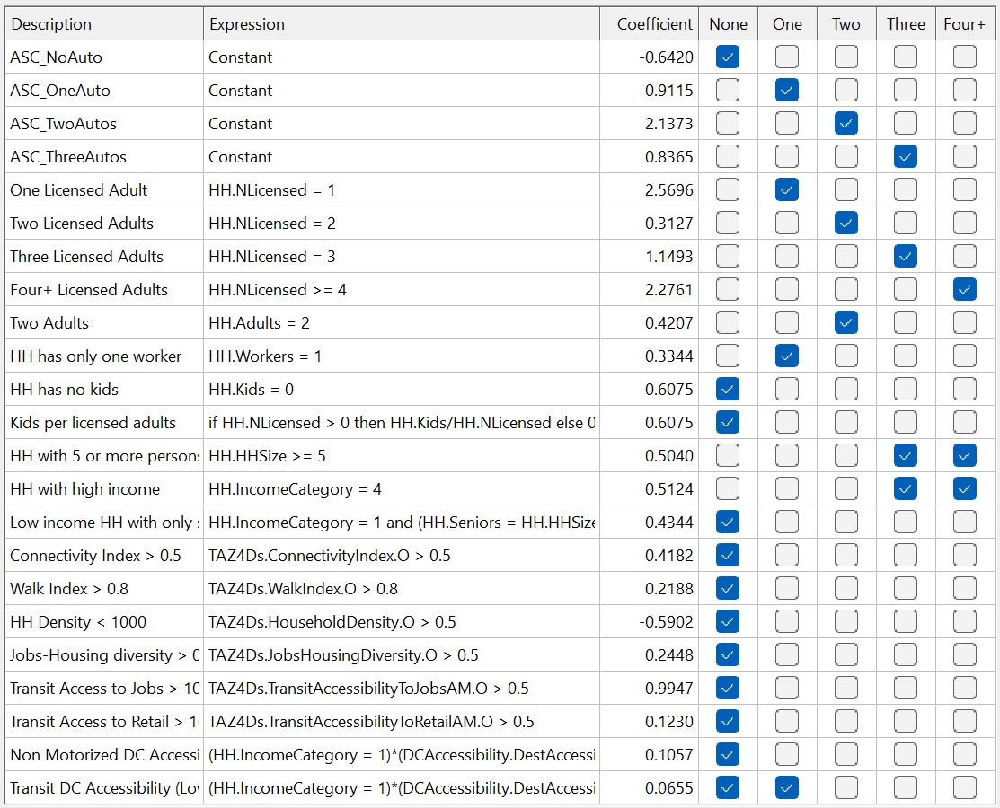 Description Expression Coefficient None One Two Three Four+
ASC_NoAuto Constant -0.6420
ASC_OneAuto Constant 0.9115
ASC_TwoAutos Constant 2.1373
ASC_ThreeAutos Constant 0.8365
One Licensed Adult HH.NLicensed = 1 2.5696
Two Licensed Adults HH.NLicensed = 2 0.3127
Three Licensed Adults HH.NLicensed = 3 1.1493
Four+ Licensed Adults HH.NLicensed >= 4 2.2761
Two Adults HH.Adults = 2 0.4207
HH has only one worker HH.Workers = 1 0.3344
HH has no kids HH.Kids = 0 0.6075
Kids per licensed adults if HH.NLicensed > 0 then HH.Kids/HH.NLicensed else 0 0.6075
HH with 5 or more persons HH.HHSize >= 5 0.5040
HH with high income HH.IncomeCategory = 4 0.5124
Low income HH with only HH.IncomeCategory = 1 and (HH.Seniors = HH.HHSize 0.4344
Connectivity Index > 0.5 TAZ4Ds.ConnectivityIndex.O > 0.5 0.4182
Walk Index > 0.8 TAZ4Ds.WalkIndex.O > 0.8 0.2188
HH Density < 1000 TAZ4Ds.HouseholdDensity.O > 0.5 -0.5902
Jobs-Housing diversity > 0 TAZ4Ds.JobsHousingDiversity.O > 0.5 0.2448
Transit Access to Jobs > 10 TAZ4Ds.TransitAccessibilityToJobsAM.O > 0.5 0.9947
Transit Access to Retail > 1 TAZ4Ds.TransitAccessibilityToRetailAM.O > 0.5 0.1230
Non Motorized DC Accessi (HH.IncomeCategory = 1)*(DCAccessibility.DestAccessi 0.1057
Transit DC Accessibility (Lo (HH.IncomeCategory = 1)*(DCAccessibility.DestAccessi 0.0655